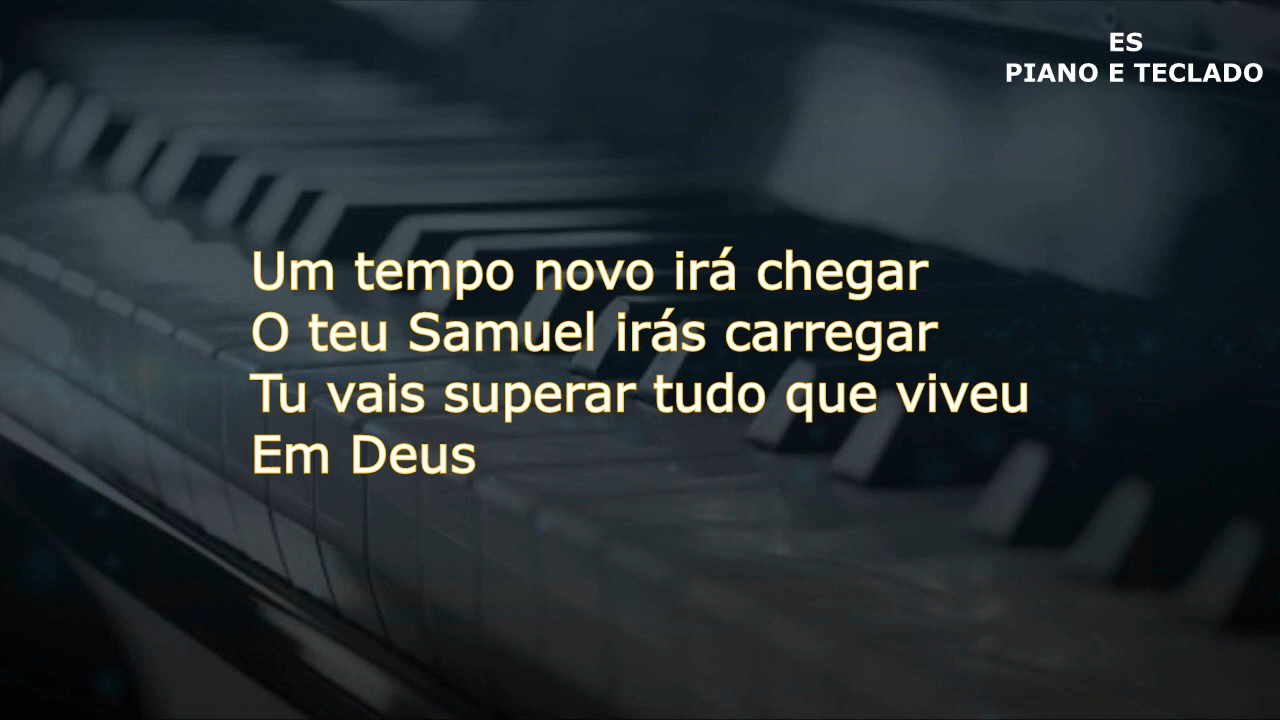 ES
PIANO E TECLADO
Um tempo novo irá chegar
O teu Samuel irás carregar
Tu vais superar tudo que viveu
Em Deus